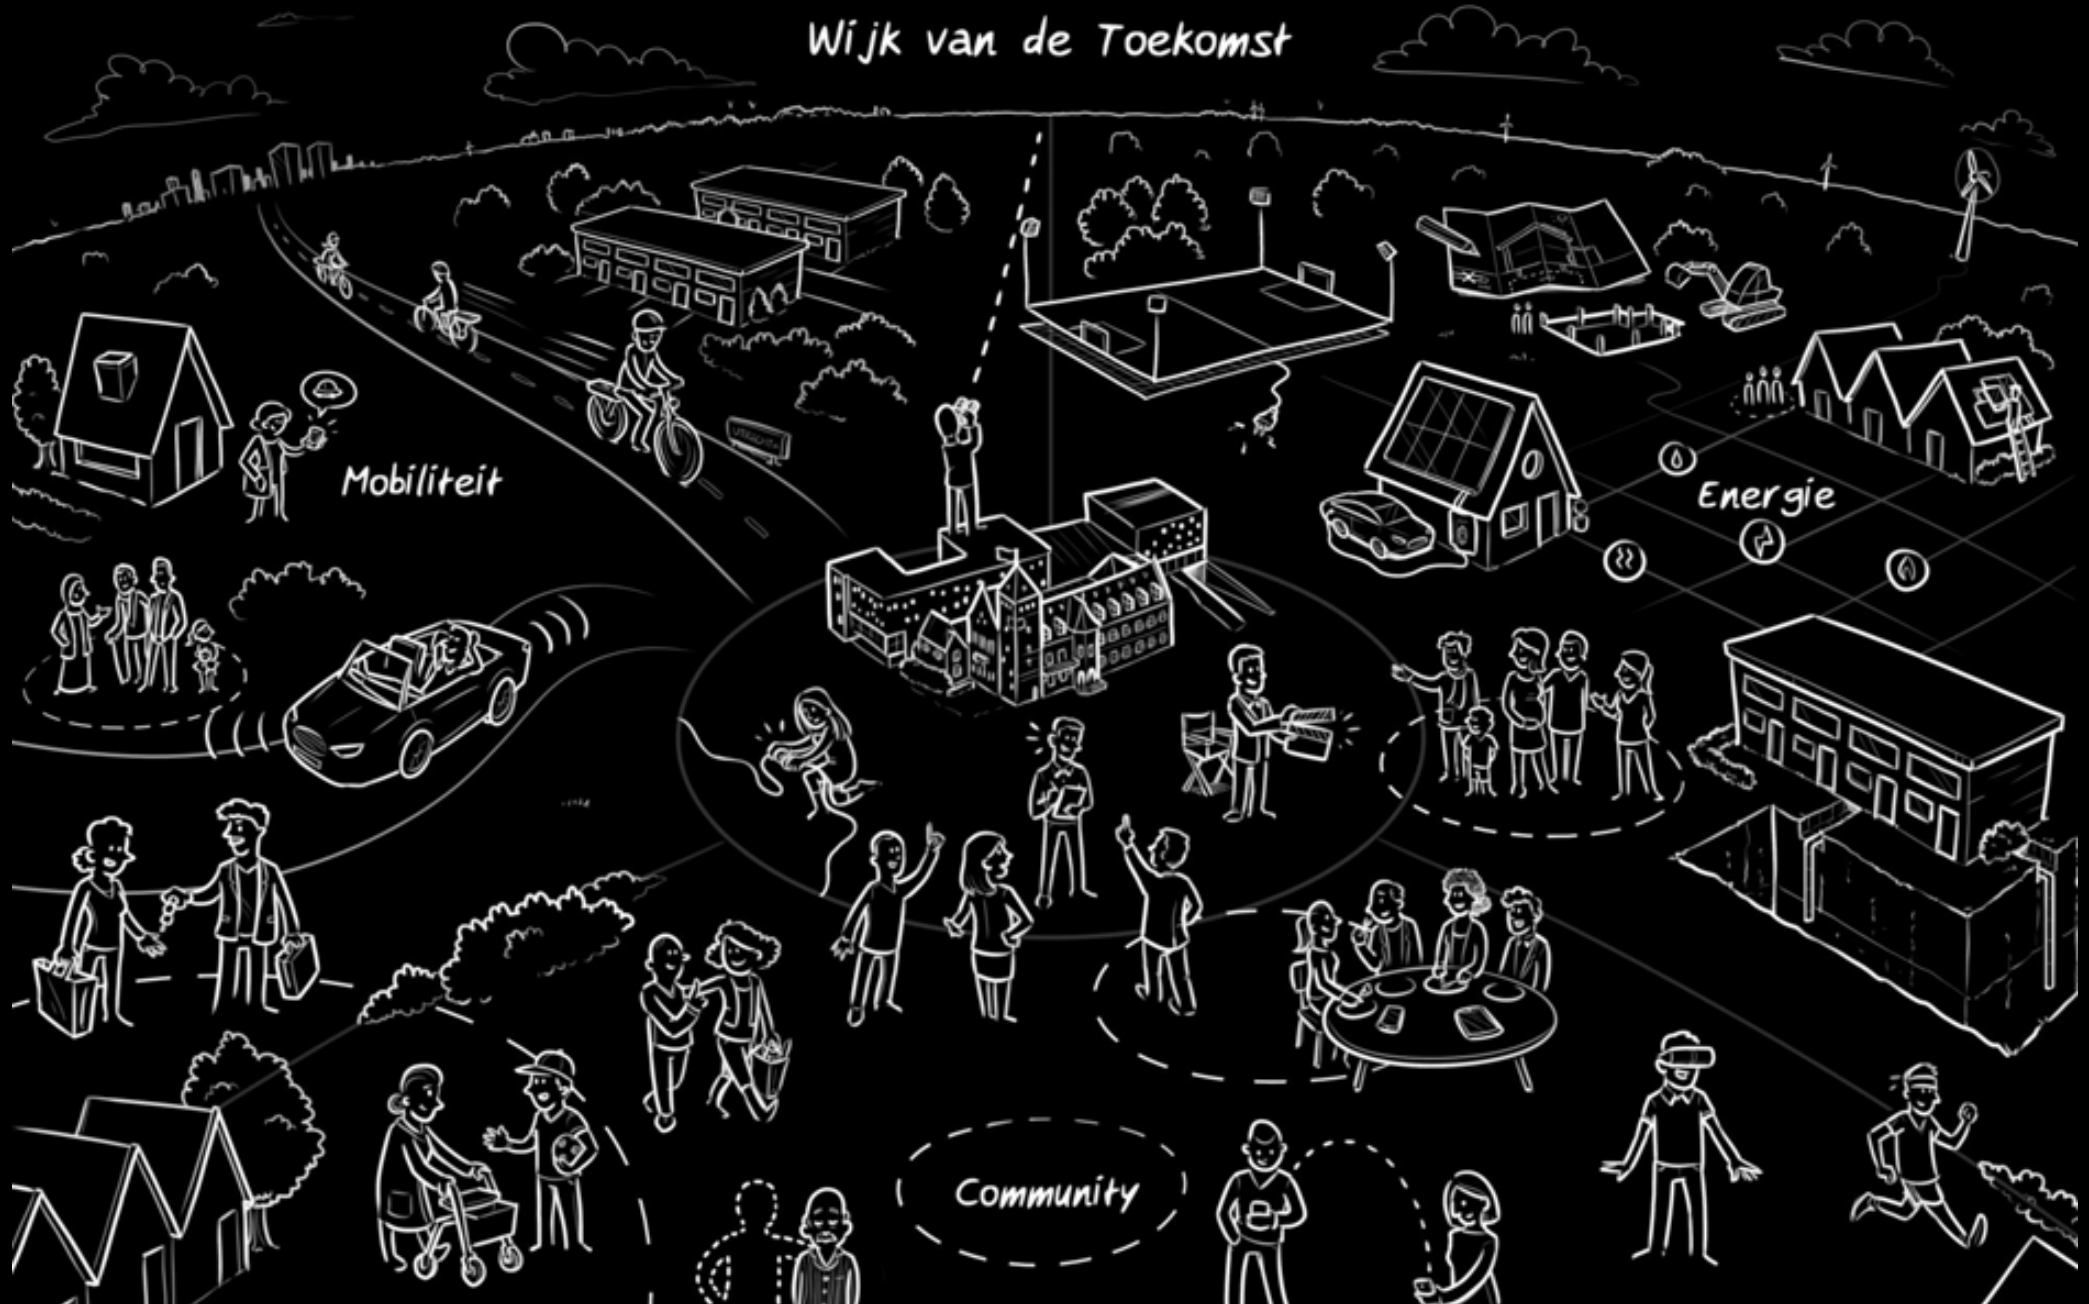 Wijk van de Toekomst
Mobiliteit
Energie
Community